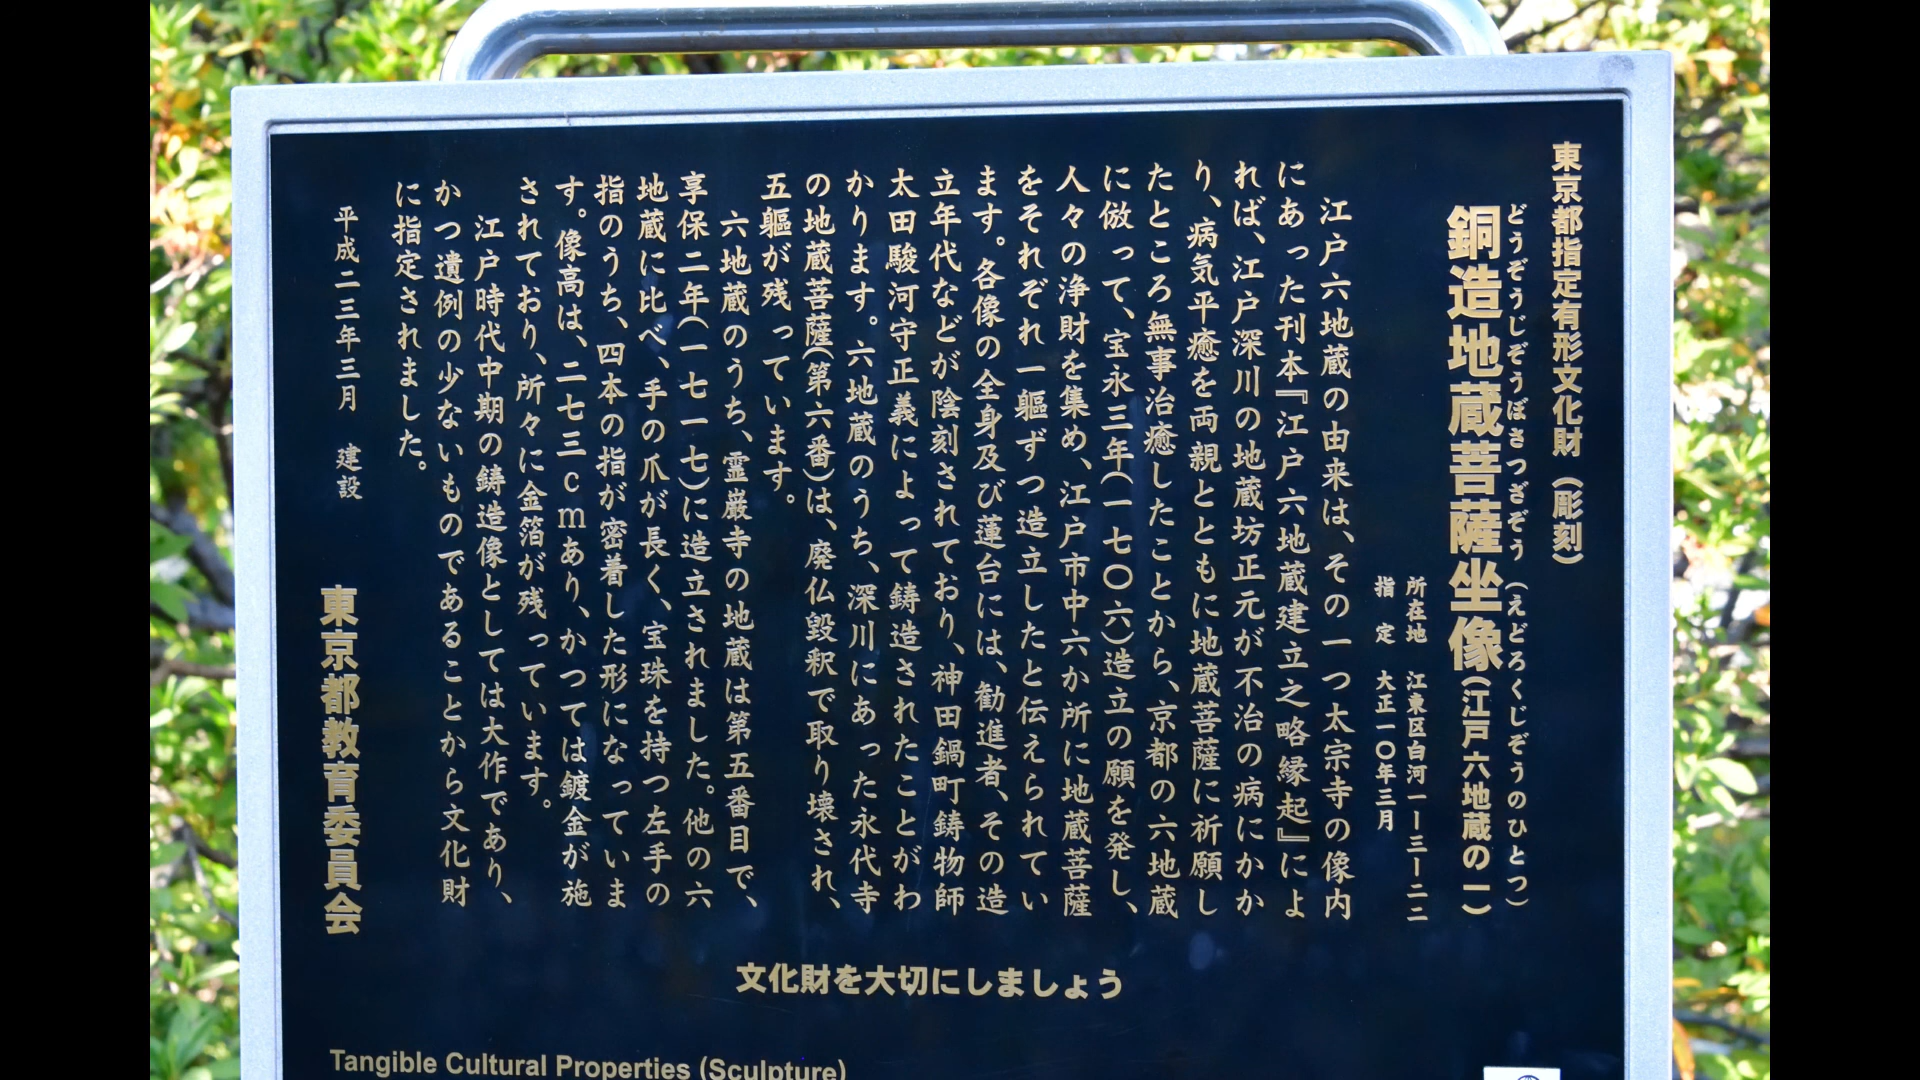 東京都指定有形文化財（彫刻）
どうぞうじぞうぼさつざぞう（えどろくじぞうのひとつ）
銅造地蔵菩薩坐像（江戸六地蔵の一）
所在地　江東区白河一ー三ー二二
指　定　大正一〇年三月
江戸六地蔵の由来は、その一つ太宗寺の像内
にあった刊本『江戸六地蔵建立之略縁起』によ
れば、江戸深川の地蔵坊正元が不治の病にかか
り、病気平癒を両親とともに地蔵菩薩に祈願し
たところ無事治癒したことから、京都の六地蔵
に倣って、宝永三年（一七〇六）造立の願を発し、
人々の浄財を集め、江戸市中六か所に地蔵菩薩
をそれぞれ一軀ずつ造立したと伝えられてい
ます。各像の全身及び蓮台には、勧進者、その造
立年代などが陰刻されており、神田鍋町鋳物師
太田駿河守正義によって鋳造されたことがわ
かります。六地蔵のうち、深川にあった永代寺
の地蔵菩薩（第六番）は、廃仏毀釈で取り壊され、
五軀が残っています。
六地蔵のうち、霊巌寺の地蔵は第五番目で、
享保二年（一七一七）に造立されました。他の六
地蔵に比べ、手の爪が長く、宝珠を持つ左手の
指のうち、四本の指が密着した形になっていま
す。像高は、二七三ｃｍあり、かつては鍍金が施
されており、所々に金箔が残っています。
江戸時代中期の鋳造像としては大作であり、
かつ遺例の少ないものであることから文化財
に指定されました。
平成二三年三月　建設
東京都教育委員会
文化財を大切にしましょう
Tangible Cultural Properties (Sculpture)